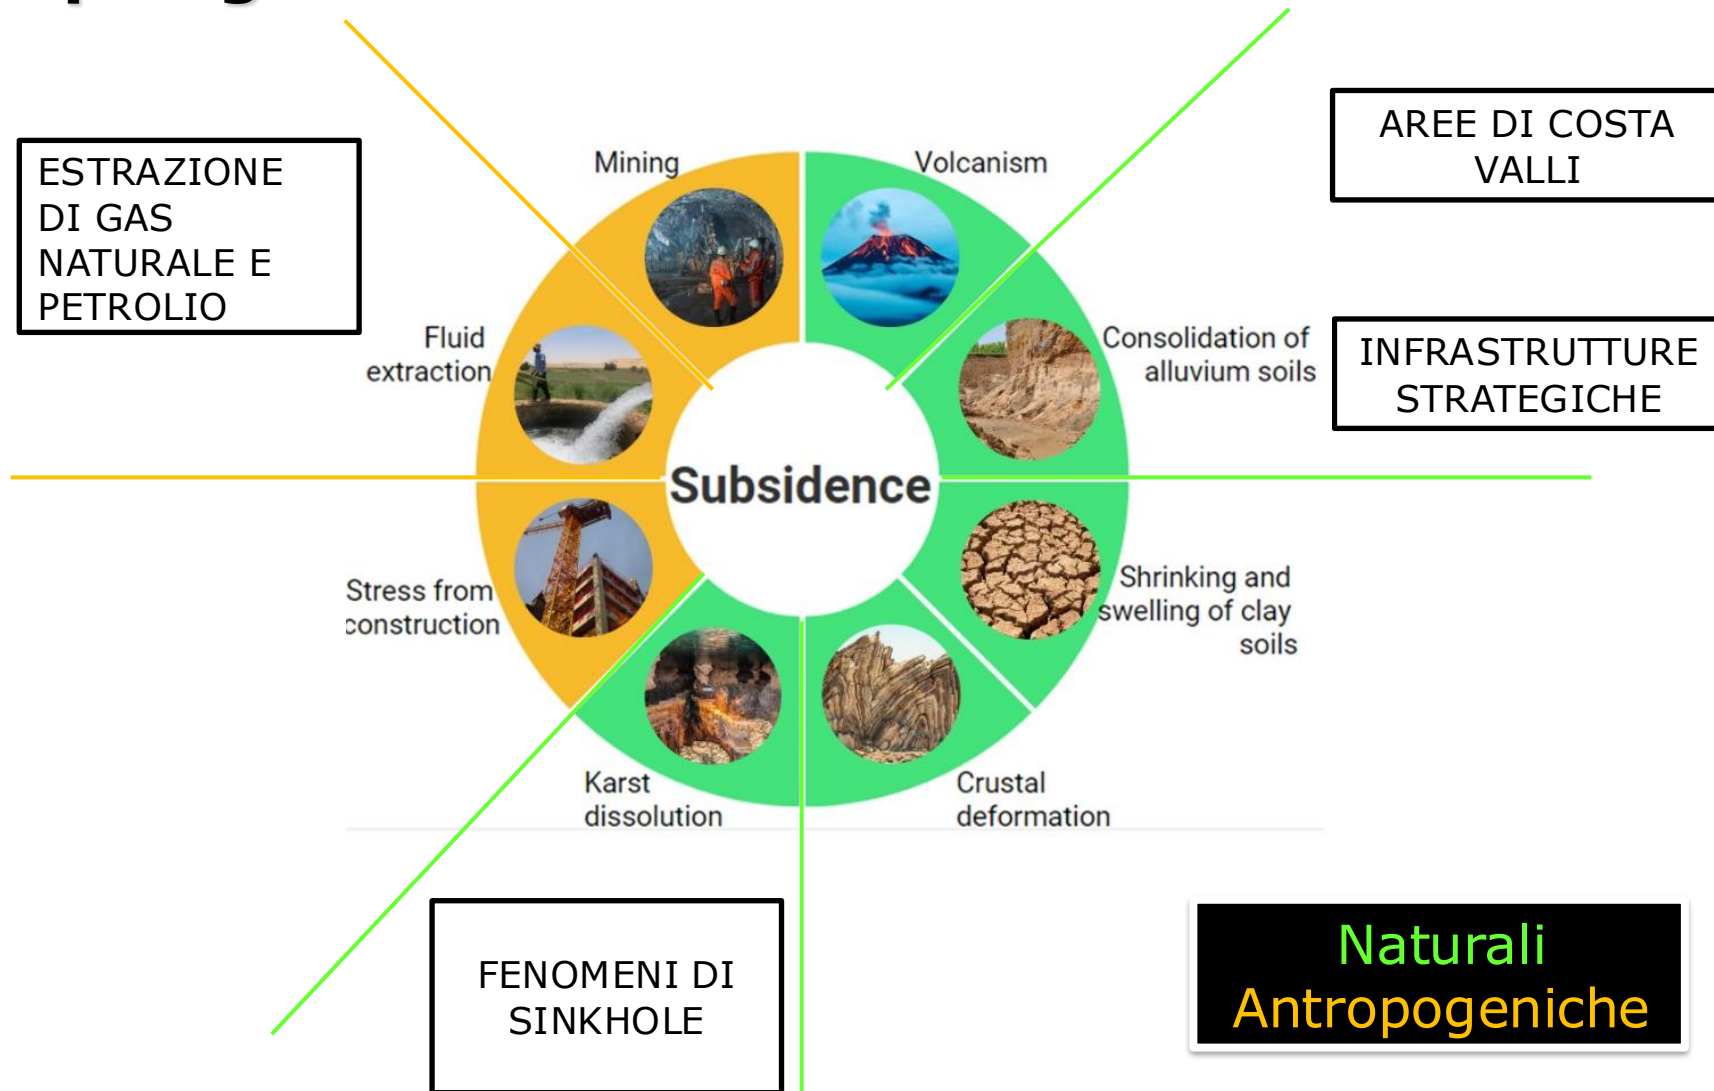 ESTRAZIONE
DI GAS
NATURALE E
PETROLIO
AREE DI COSTA
VALLI
INFRASTRUTTURE
STRATEGICHE
Mining
Volcanism
Fluid
extraction
Consolidation of
alluvium soils
Subsidence
Stress from
construction
Shrinking and
swelling of clay
soils
Karst
dissolution
Crustal
deformation
FENOMENI DI
SINKHOLE
Naturali
Antropogeniche